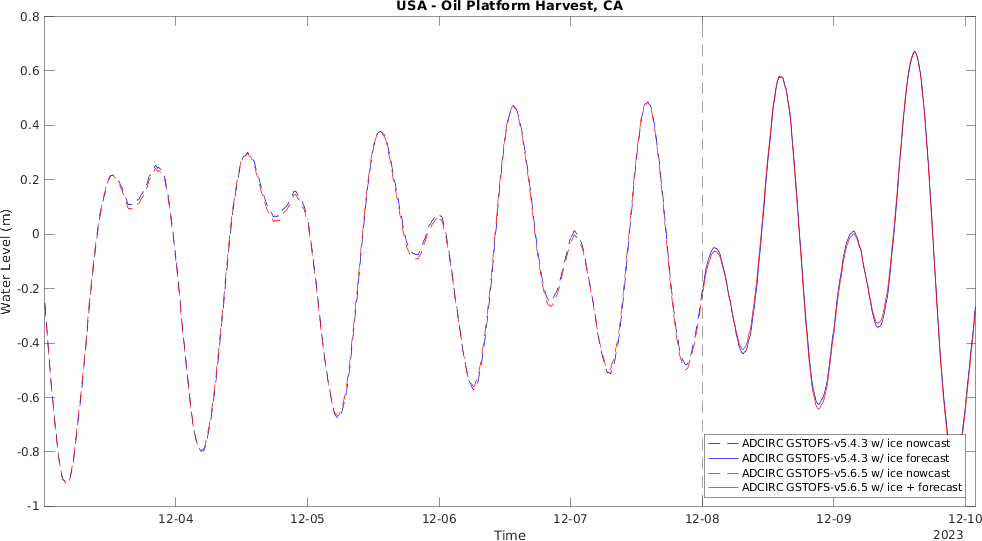 USA - Oil Platform Harvest, CA
0.8
0.6
0.4
0.2
0
-0.2
-0.4
-0.6
-0.8
-1
Water Level (m)
ADCIRC GSTOFS-v5.4.3 w/ ice nowcast
ADCIRC GSTOFS-v5.4.3 w/ ice forecast
ADCIRC GSTOFS-v5.6.5 w/ ice nowcast
ADCIRC GSTOFS-v5.6.5 w/ ice + forecast
12-04 12-05 12-06 12-07 12-08 12-09 12-10
Time
2023